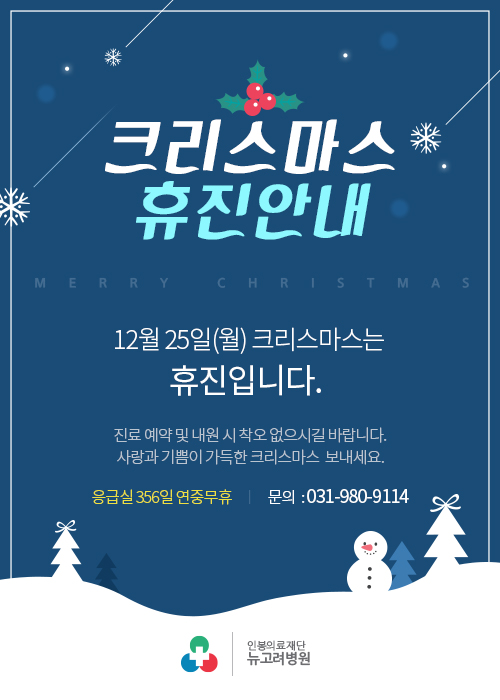 크리스마스
휴진안내
MERRY CHRISTMAS
12월 25일(월) 크리스마스는
휴진입니다.
진료 예약 및 내원 시 착오 없으시길 바랍니다.
사랑과 기쁨이 가득한 크리스마스 보내세요.
응급실 356일 연중무휴 | 문의 : 031-980-9114
인봉의료재단
뉴고려병원